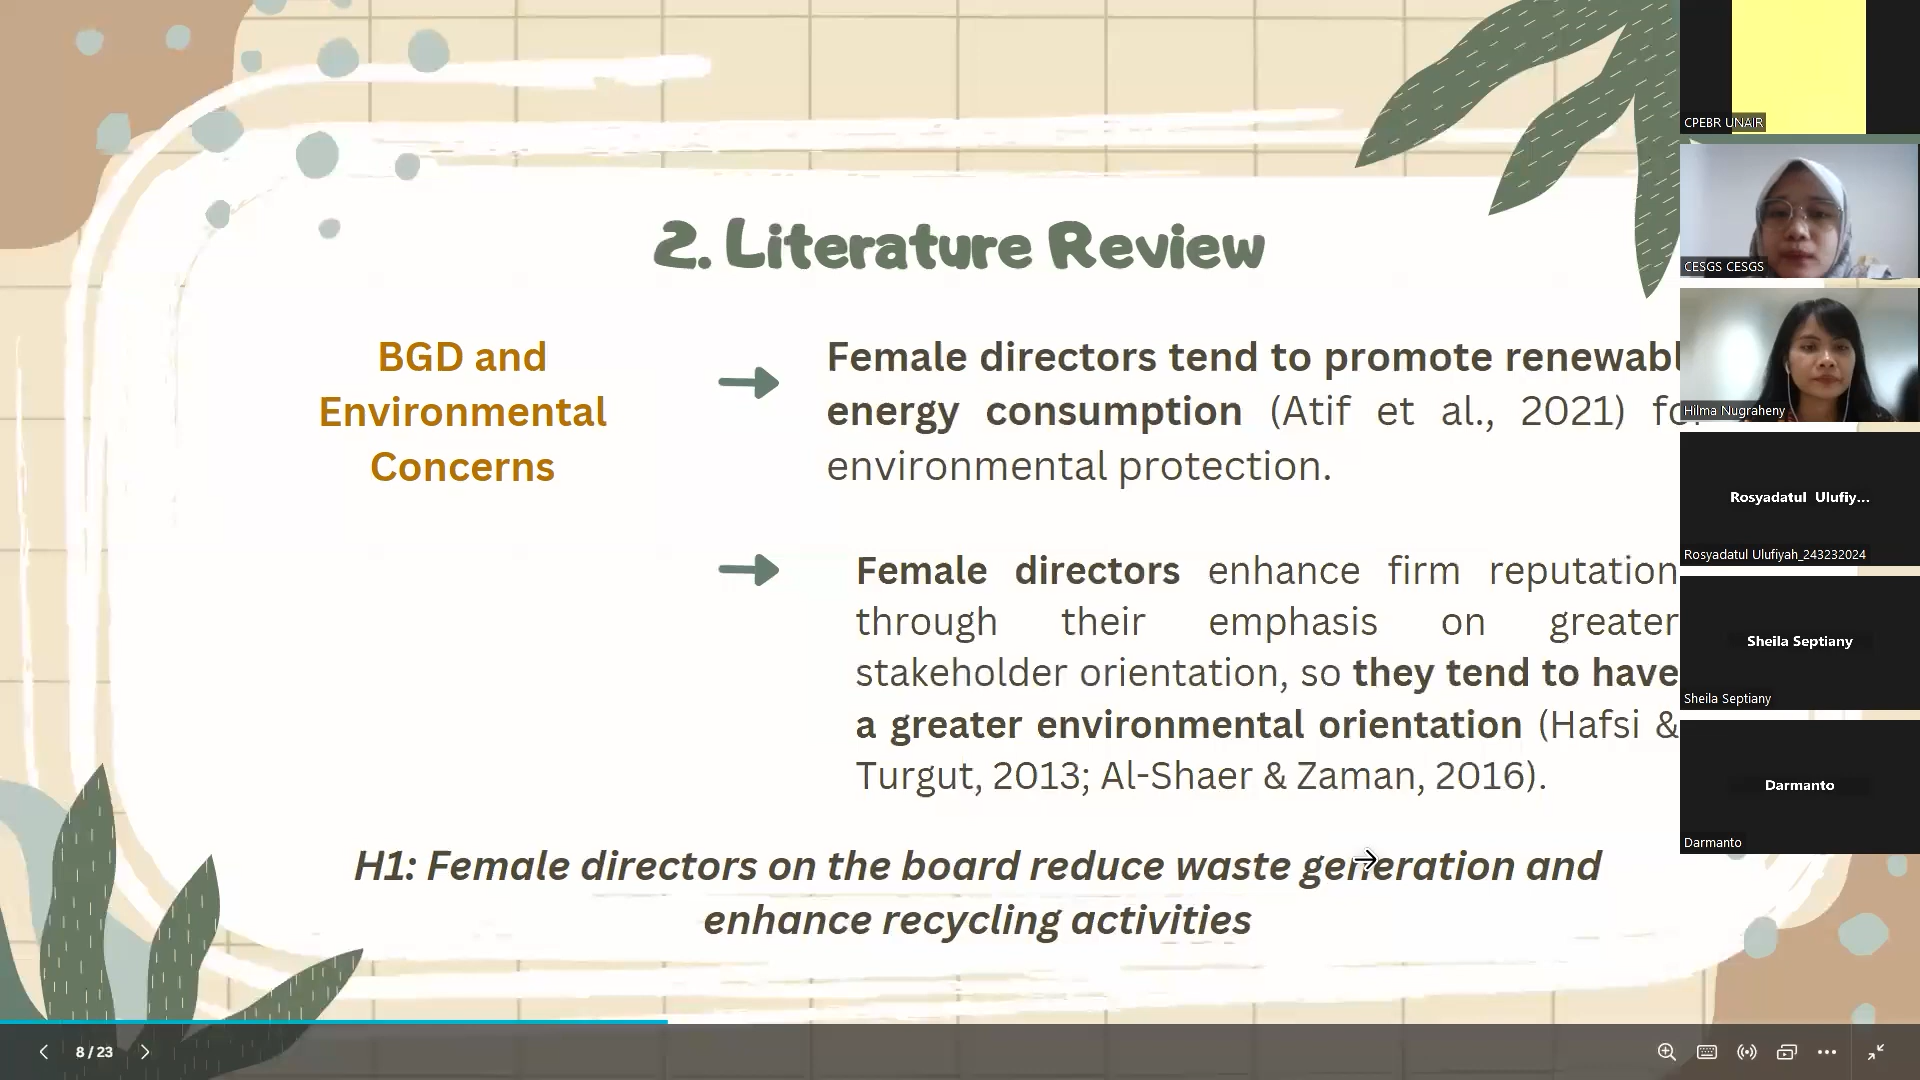 2. Literature Review
BGD and
Environmental
Concerns
Female directors tend to promote renewabl
energy consumption (Atif et al., 2021) fo
environmental protection.
Female directors enhance firm reputation
through their emphasis on greater
stakeholder orientation, so they tend to have
a greater environmental orientation (Hafsi &
Turgut, 2013; Al-Shaer & Zaman, 2016).
H1: Female directors on the board reduce waste generation and
enhance recycling activities
8 / 23
CPEBR UNAIR
CESGS CESGS
Hilma Nugraheny
Rosyadatul Ulufiy...
Rosyadatul Ulufiyah_243232024
Sheila Septiany
Sheila Septiany
Darmanto
Darmanto